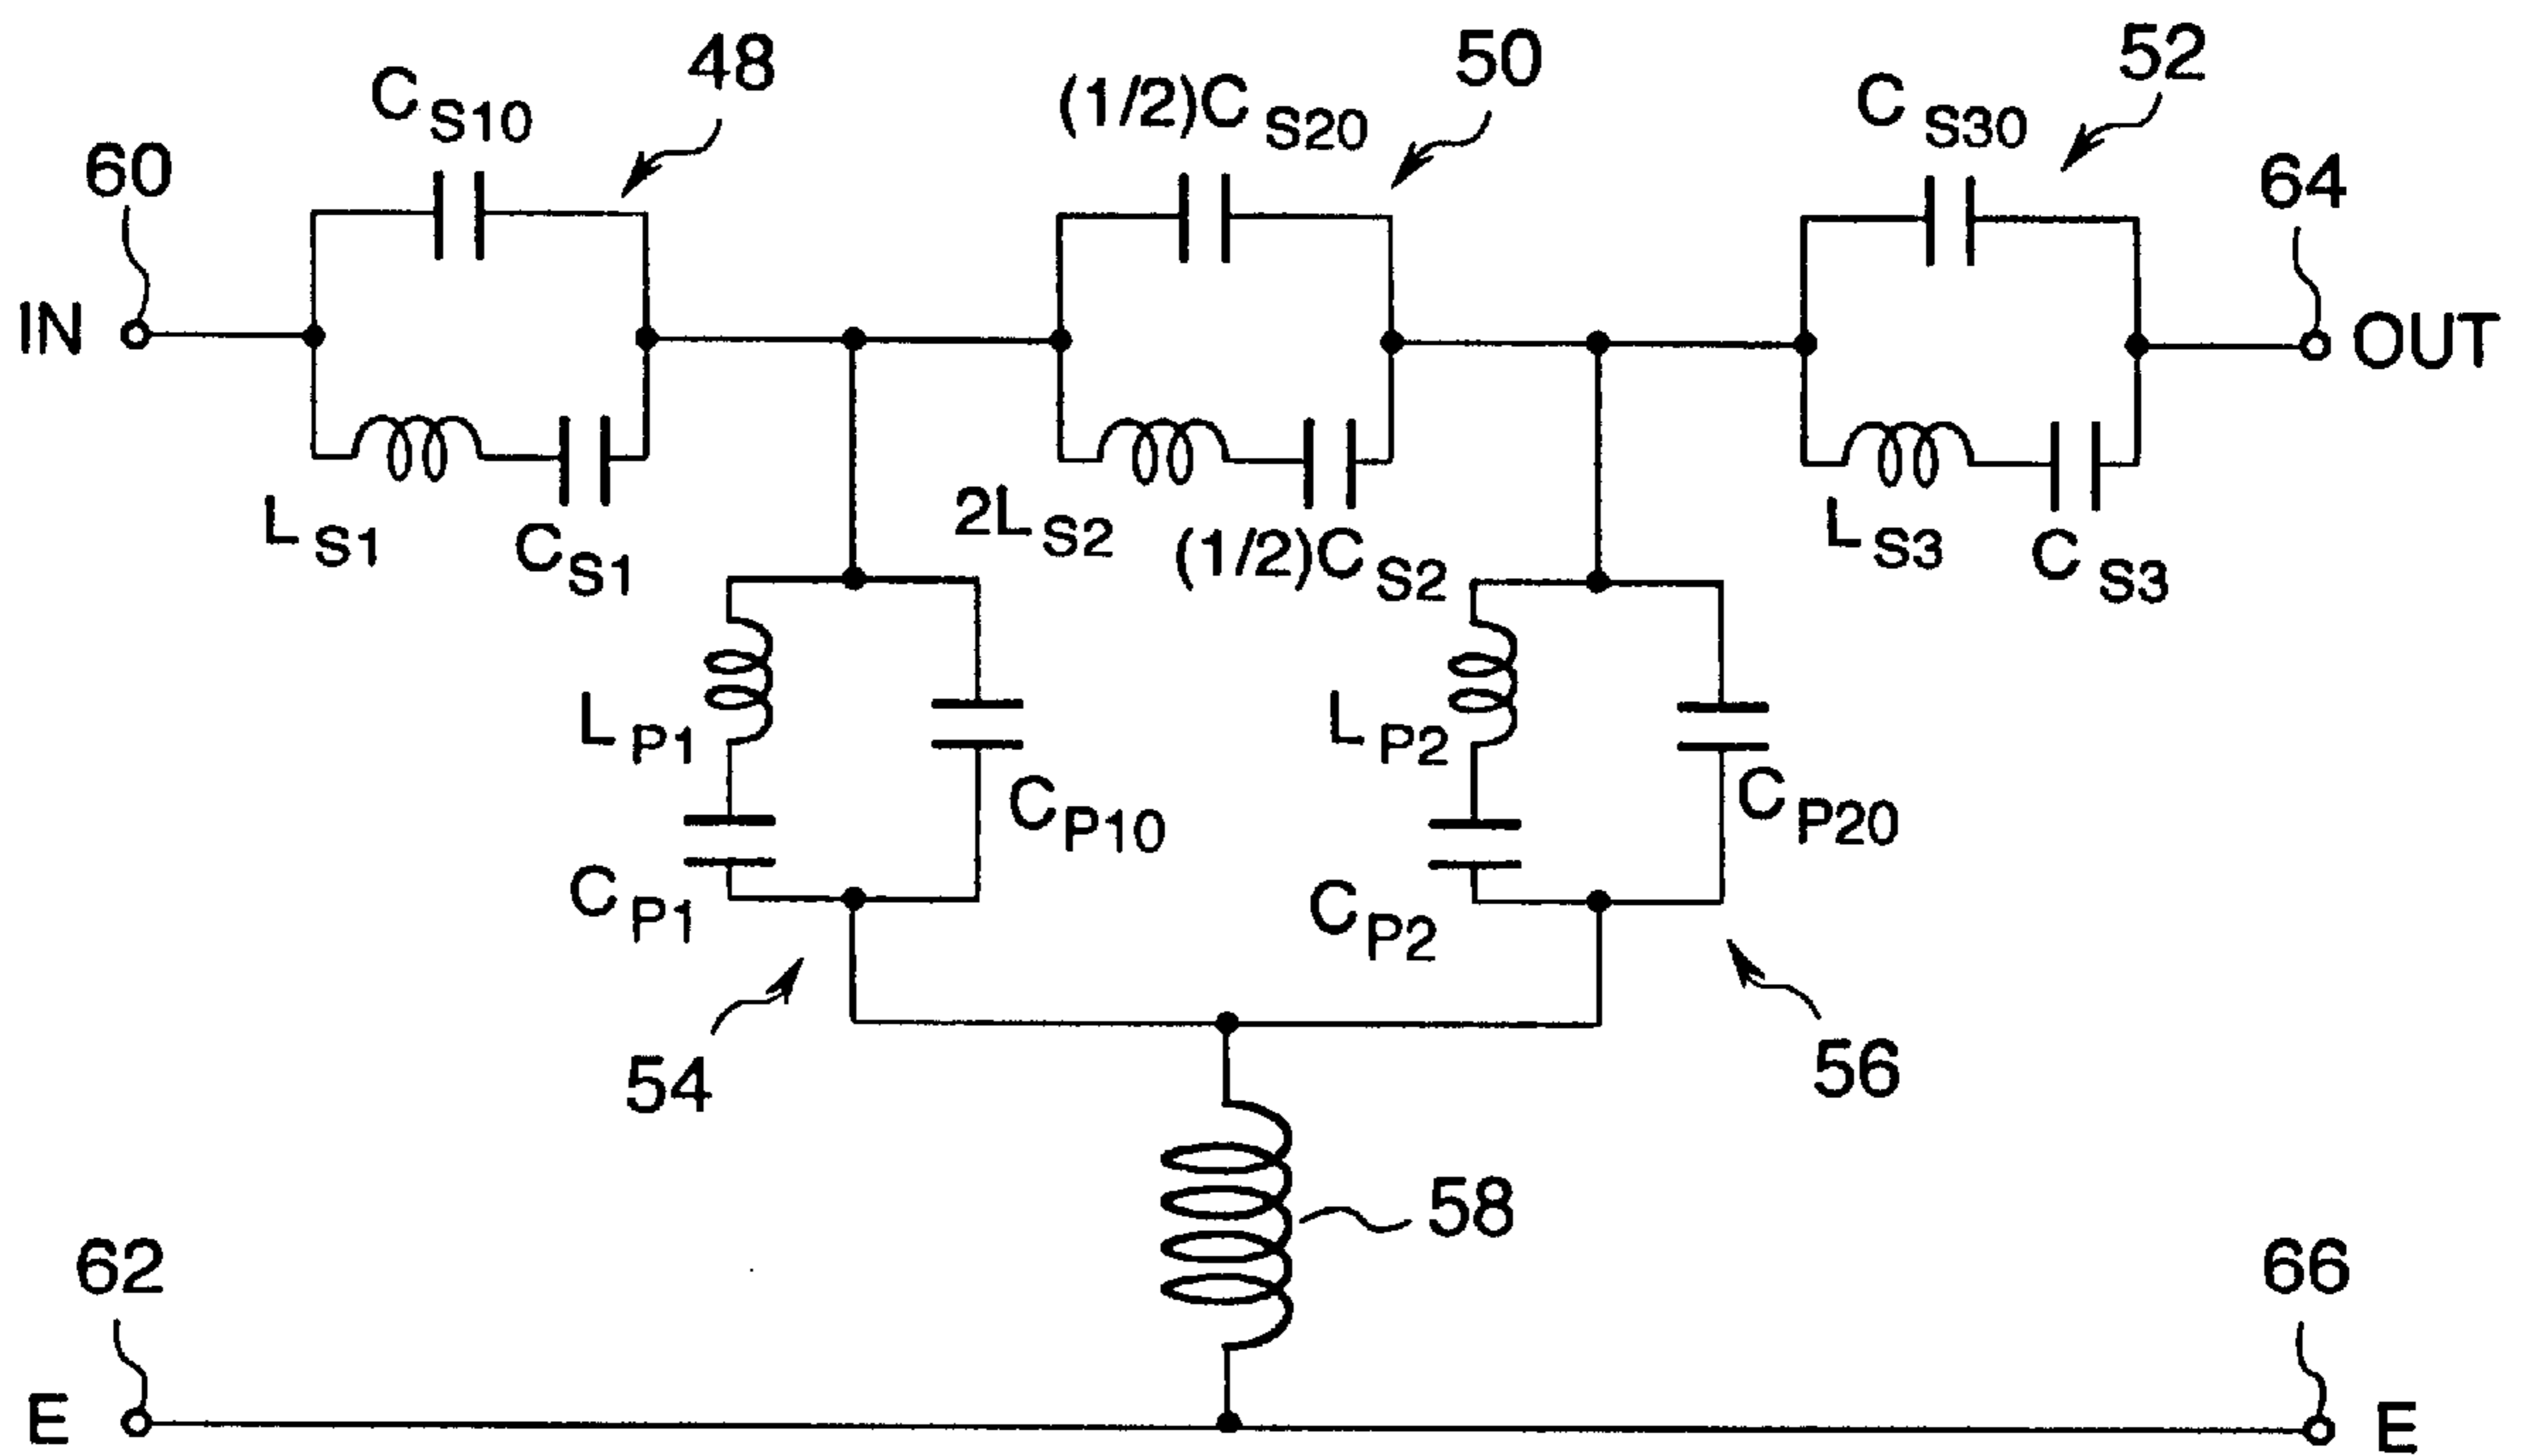 48
50
52
C S10
(1/2)C S20
C S30
60
64
IN
OUT
L S1
C S1
2L S2
(1/2)C S2
L S3
C S3
L P1
C P10
C P1
L P2
C P20
C P2
54
56
58
62
66
E
E